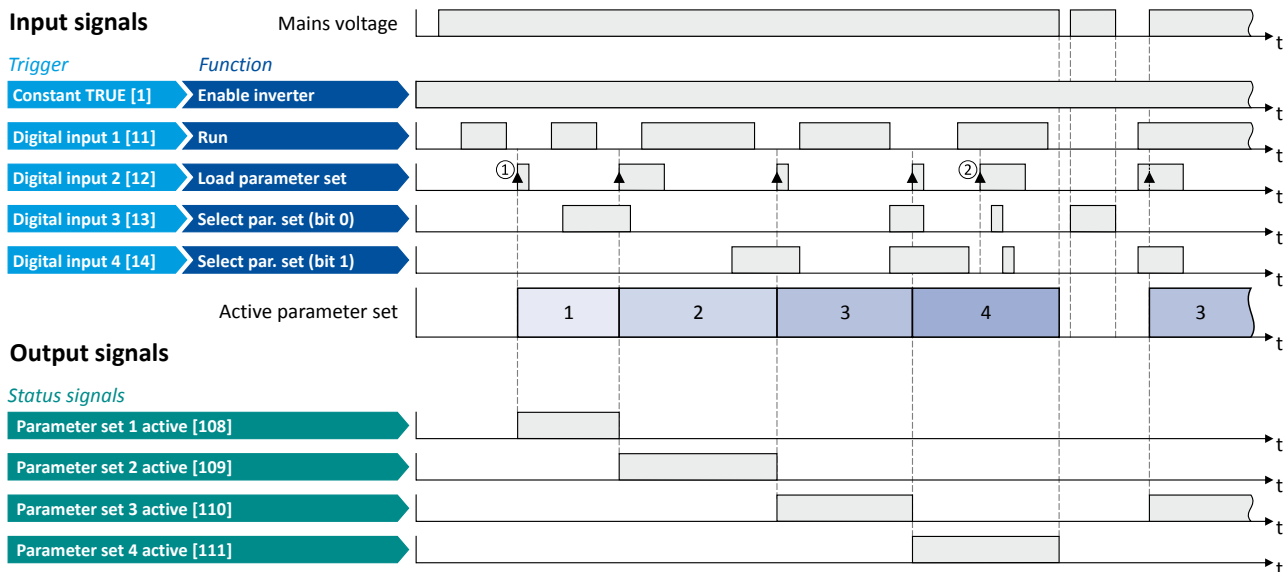 Input signals Mains voltage t
Trigger Function
Constant TRUE [1] Enable inverter t
Digital input 1 [11] Run t
Digital input 2 [12] Load parameter set 1 2 t
Digital input 3 [13] Select par. set (bit 0) t
Digital input 4 [14] Select par. set (bit 1) t
Active parameter set 1 2 3 4 3 t
Output signals
Status signals
Parameter set 1 active [108] t
Parameter set 2 active [109] t
Parameter set 3 active [110] t
Parameter set 4 active [111] t